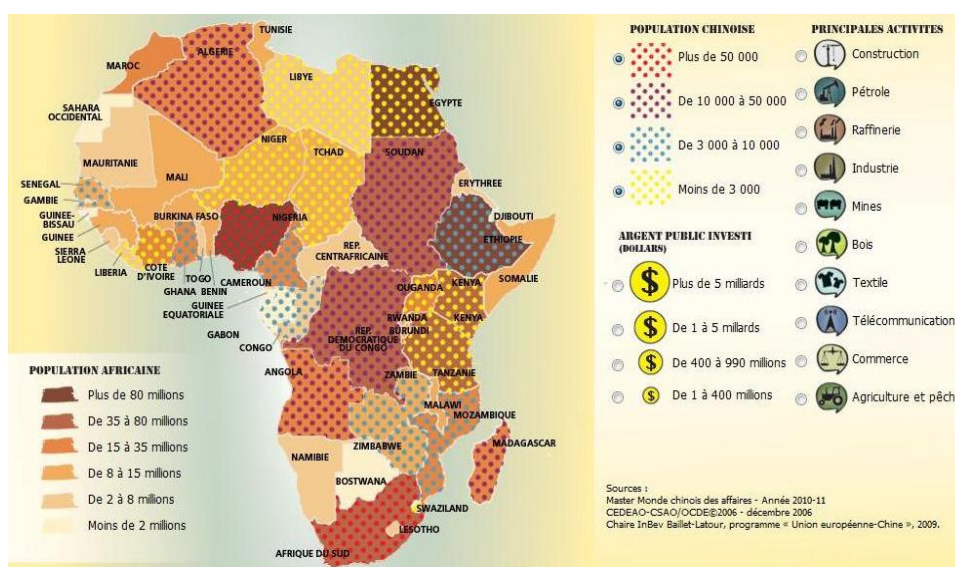 TUNISIE
ALGERIE
MAROC
LIBYE
EGYPTE
SAHARA
OCCIDENTAL
NIGER
TCHAD
SOUDAN
MAURITANIE
MALI
ERYTHREE
SENEGAL
GAMBIE
DJIBOUTI
GUINEE-
BISSAU
BURKINA FASO
NIGERIA
ETHIOPIE
GUINEE
SIERRA
LEONE
REP.
CENTRAFRICAINE
LIBERIA
COTE
D'IVOIRE
TOGO
CAMEROUN
SOMALIE
GHANA
BENIN
OUGANDA
KENYA
GUINEE
EQUATORIALE
RWANDA
KENYA
GABON
REP.
DEMOCRATIQUE
DU CONGO
BURUNDI
CONGO
ANGOLA
ZAMBIE
TANZANIE
MALAWI
MOZAMBIQUE
ZIMBABWE
MADAGASCAR
NAMIBIE
BOSTWANA
SWAZILAND
LESOTHO
AFRIQUE DU SUD
POPULATION AFRICAINE
Plus de 80 millions
De 35 à 80 millions
De 15 à 35 millions
De 8 à 15 millions
De 2 à 8 millions
Moins de 2 millions
POPULATION CHINOISE
Plus de 50 000
De 10 000 à 50 000
De 3 000 à 10 000
Moins de 3 000
ARGENT PUBLIC INVESTI
(DOLLARS)
$ Plus de 5 milliards
$ De 1 à 5 millards
$ De 400 à 990 millions
$ De 1 à 400 millions
PRINCIPALES ACTIVITES
Construction
Pétrole
Raffinerie
Industrie
Mines
Bois
Textile
Télécommunication
Commerce
Agriculture et pêch
Sources :
Master Monde chinois des affaires - Année 2010-11
CEDEAO-CSAO/OCDE©2006 - décembre 2006
Chaire InBev Baillet-Latour, programme « Union européenne-Chine », 2009.